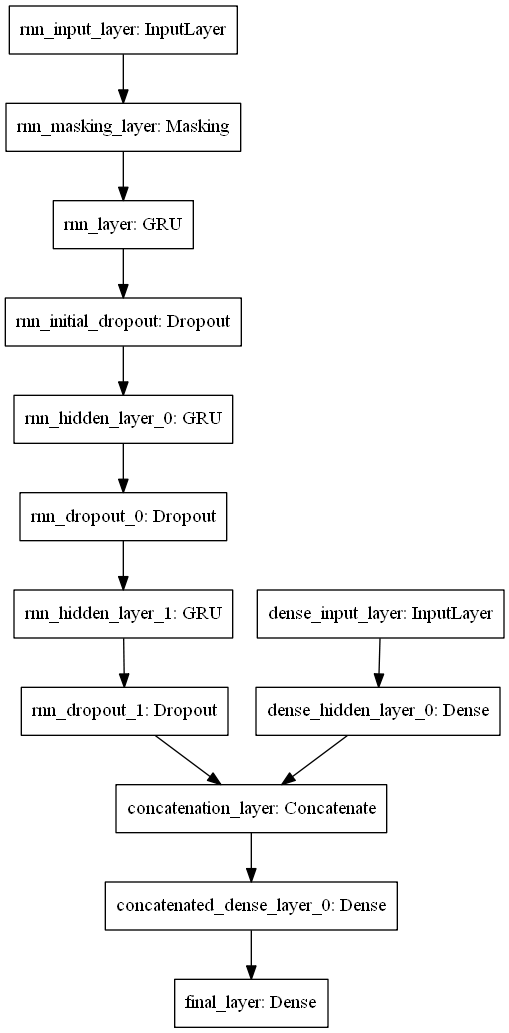 rnn_input_layer: InputLayer
rnn_masking_layer: Masking
rnn_layer: GRU
rnn_initial_dropout: Dropout
rnn_hidden_layer_0: GRU
rnn_dropout_0: Dropout
rnn_hidden_layer_1: GRU
dense_input_layer: InputLayer
rnn_dropout_1: Dropout
dense_hidden_layer_0: Dense
concatenation_layer: Concatenate
concatenated_dense_layer_0: Dense
final_layer: Dense